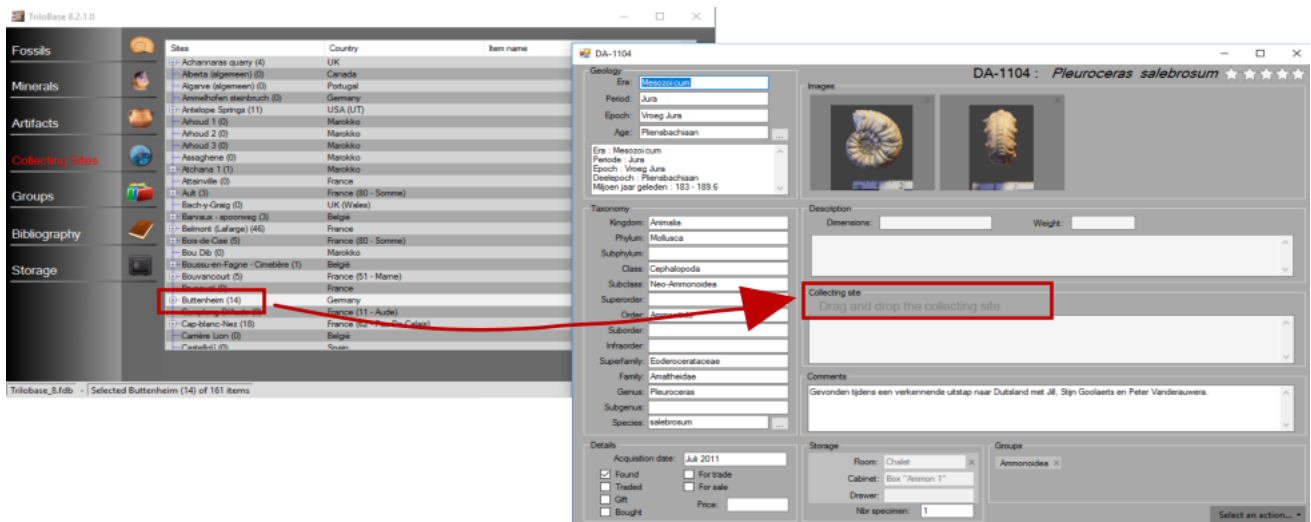 TriloBase 8.2.1.0
Fossils
Minerals
Artifacts
Collecting Sites
Groups
Bibliography
Storage
Sites Country Item name
Achannaras quarry (4) UK
Alberta (algemeen) (0) Canada
Algarve (algemeen) (0) Portugal
Ammelhofen steinbruch (0) Germany
Antelope Springs (11) USA (UT)
Arhoud 1 (0) Marokko
Arhoud 2 (0) Marokko
Arhoud 3 (0) Marokko
Assaghene (0) Marokko
Atchana 1 (1) Marokko
Attainville (0) France
Ault (3) France (80 - Somme)
Bach-y-Graig (0) UK (Wales)
Barvaux - spoorweg (3) België
Belmont (Lafarge) (46) France
Bois-de-Cise (5) France (80 - Somme)
Bou Dib (0) Marokko
Boussu-en-Fagne - Cimetière (1) België
Bouvancourt (5) France (51 - Marne)
France
Buttenheim (14) Germany
France (11 - Aude)
Cap-blanc-Nez (18) France (62 - Pas-De-Calais)
Carrière Lion (0) België
Spain
Trilobase_8.fdb - Selected Buttenheim (14) of 161 items
DA-1104
DA-1104 : Pleuroceras salebrosum
Geology
Era: Mesozoïcum
Period: Jura
Epoch: Vroeg Jura
Age: Pliensbachiaan ...
Era : Mesozoïcum
Periode : Jura
Epoch : Vroeg Jura
Deelepoch : Pliensbachiaan
Miljoen jaar geleden : 183 - 189.6
Taxonomy
Kingdom: Animalia
Phylum: Mollusca
Subphylum:
Class: Cephalopoda
Subclass: Neo-Ammonoidea
Superorder:
Order: Ammonitida
Suborder:
Infraorder:
Superfamily: Eoderocerataceae
Family: Amaltheidae
Genus: Pleuroceras
Subgenus:
Species: salebrosum ...
Details
Acquisition date: Juli 2011
Found For trade
Traded For sale
Gift
Bought Price:
Images
Description
Dimensions: Weight:
Collecting site
Drag and drop the collecting site
Comments
Gevonden tijdens een verkennende uitstap naar Duitsland met Jill, Stijn Goolaerts en Peter Vanderauwera.
Storage
Room: Chalet
Cabinet: Box "Ammon 1"
Drawer:
Nbr specimen: 1
Groups
Ammonoidea
Select an action...